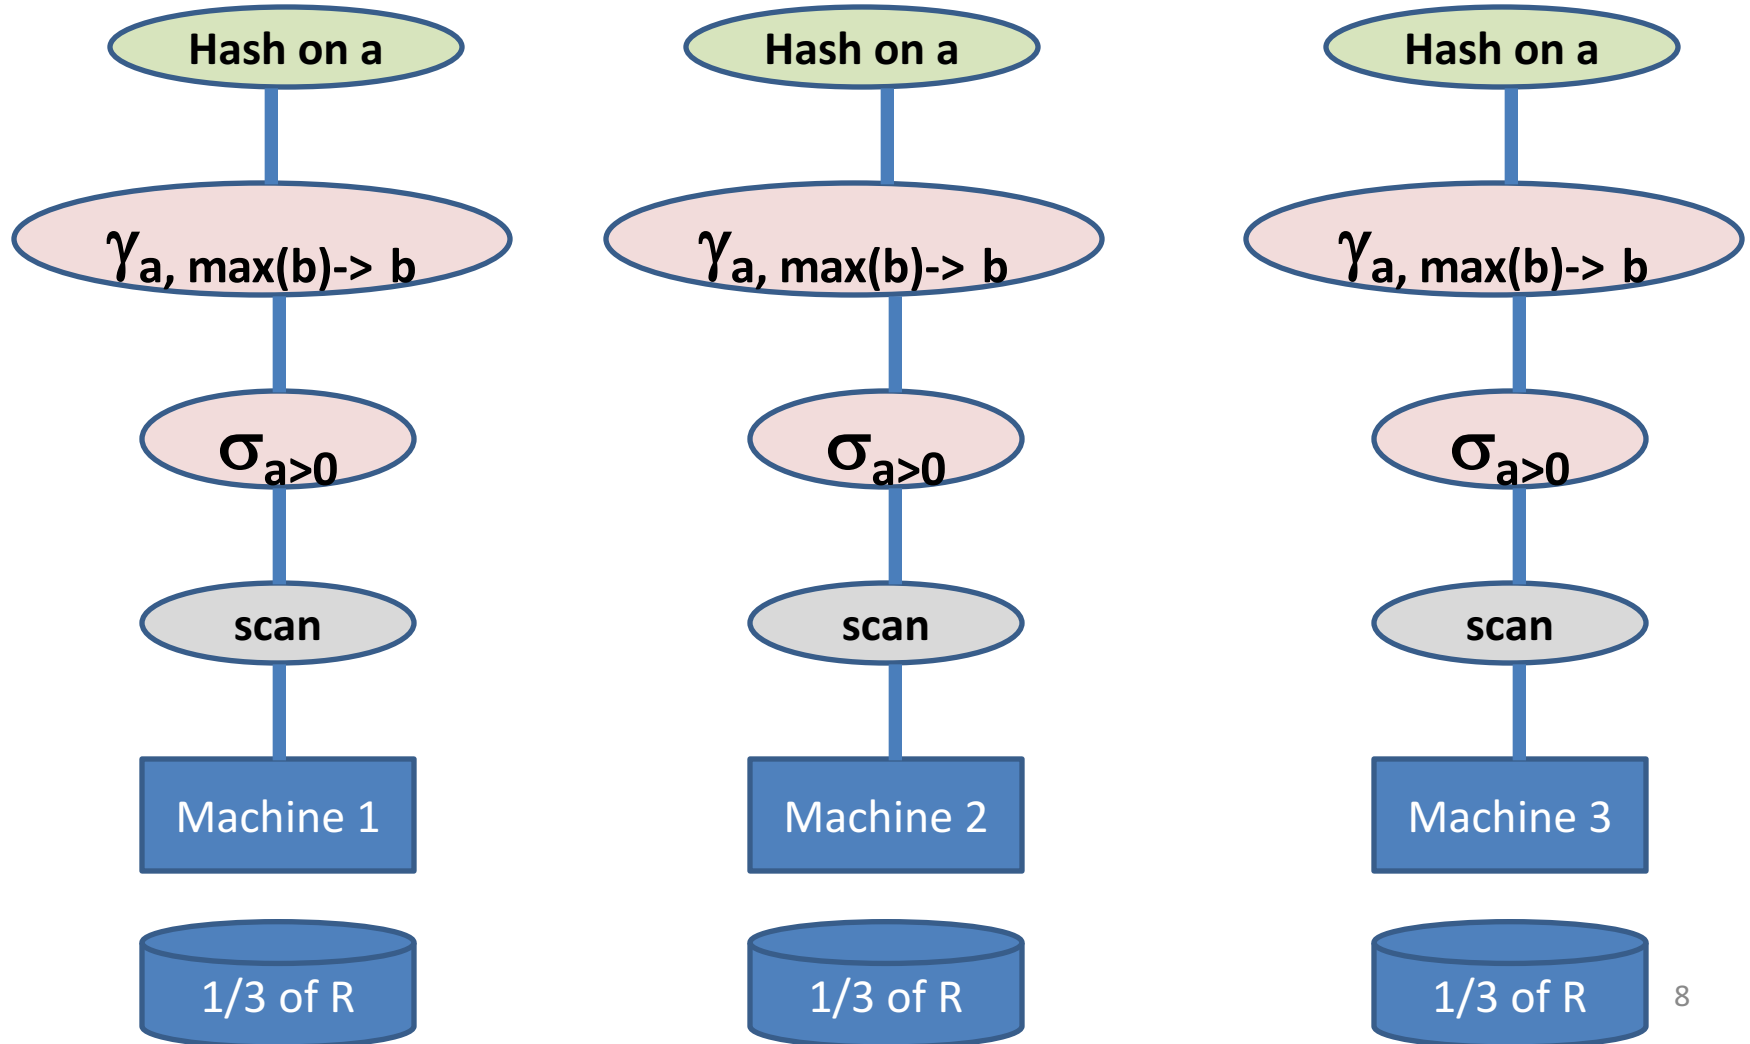 Hash on a
Hash on a
Hash on a
γa, max(b)-> b
γa, max(b)-> b
γa, max(b)-> b
σa>0
σa>0
σa>0
scan
scan
scan
Machine 1
Machine 2
Machine 3
1/3 of R
1/3 of R
1/3 of R
8